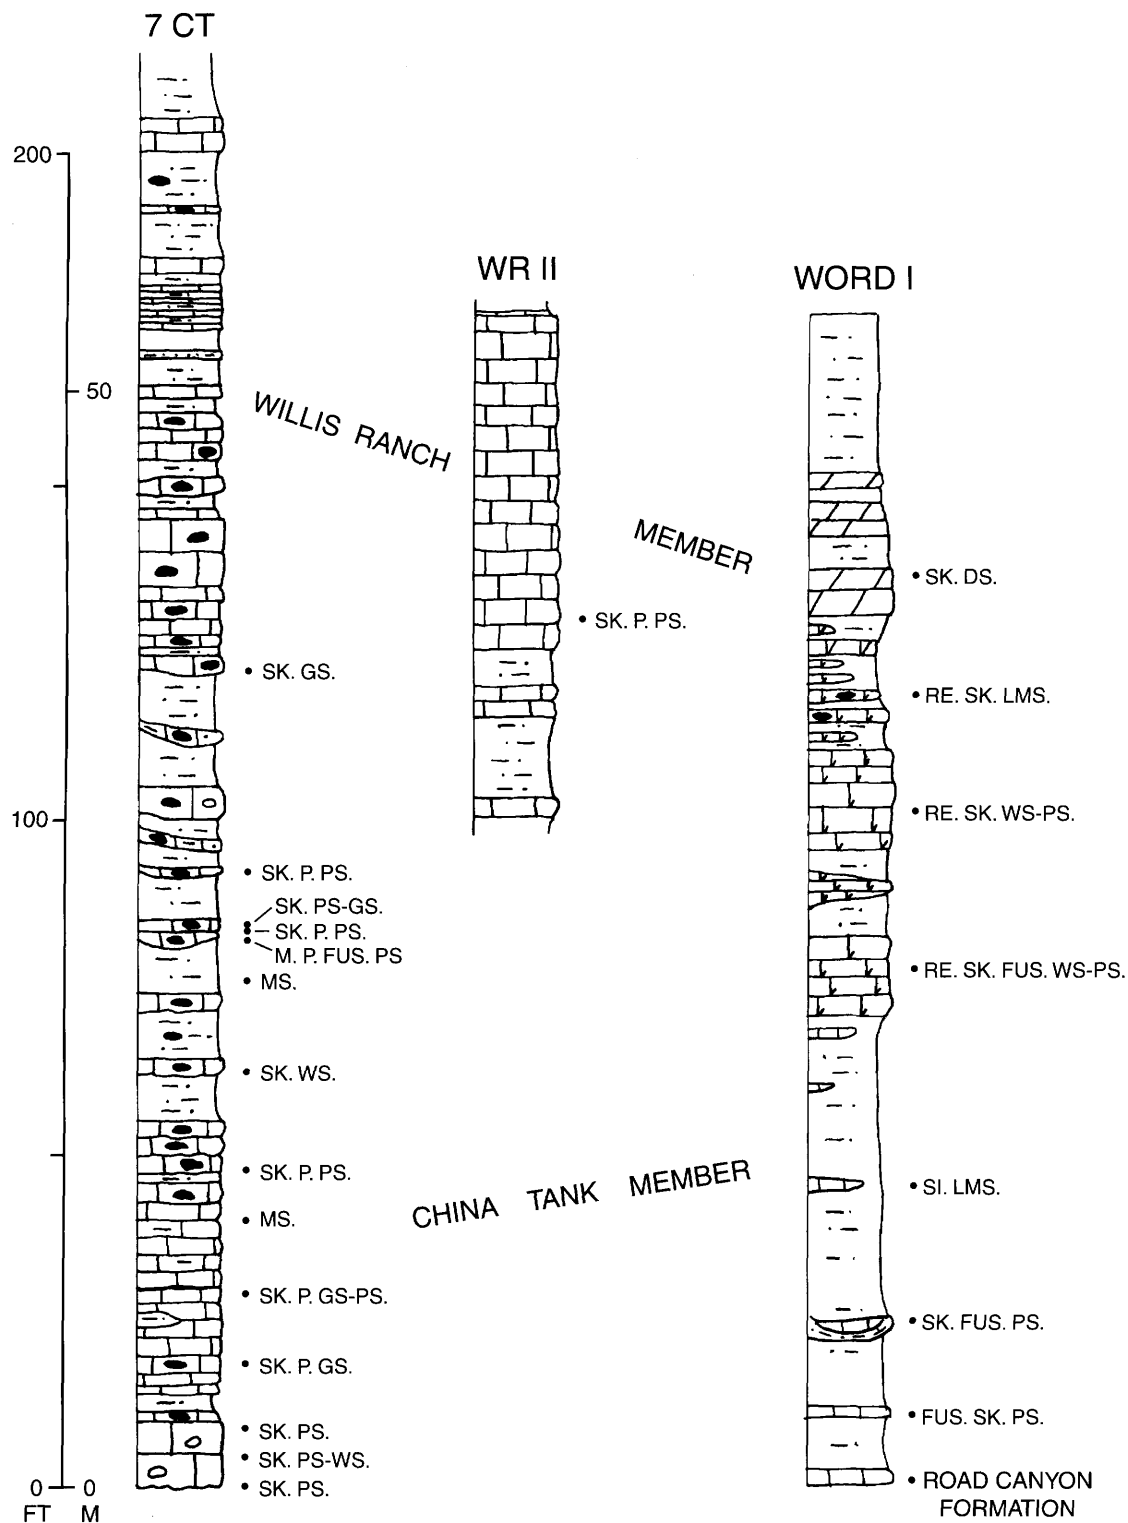 7 CT
200
50
100
0 0
FT M
SK. GS.
SK. P. PS.
SK. PS-GS.
SK. P. PS.
M. P. FUS. PS
MS.
SK. WS.
SK. P. PS.
MS.
SK. P. GS-PS.
SK. P. GS.
SK. PS.
SK. PS-WS.
SK. PS.
WILLIS RANCH
MEMBER
WR II
SK. P. PS.
CHINA TANK MEMBER
WORD I
SK. DS.
RE. SK. LMS.
RE. SK. WS-PS.
RE. SK. FUS. WS-PS.
SI. LMS.
SK. FUS. PS.
FUS. SK. PS.
ROAD CANYON
FORMATION